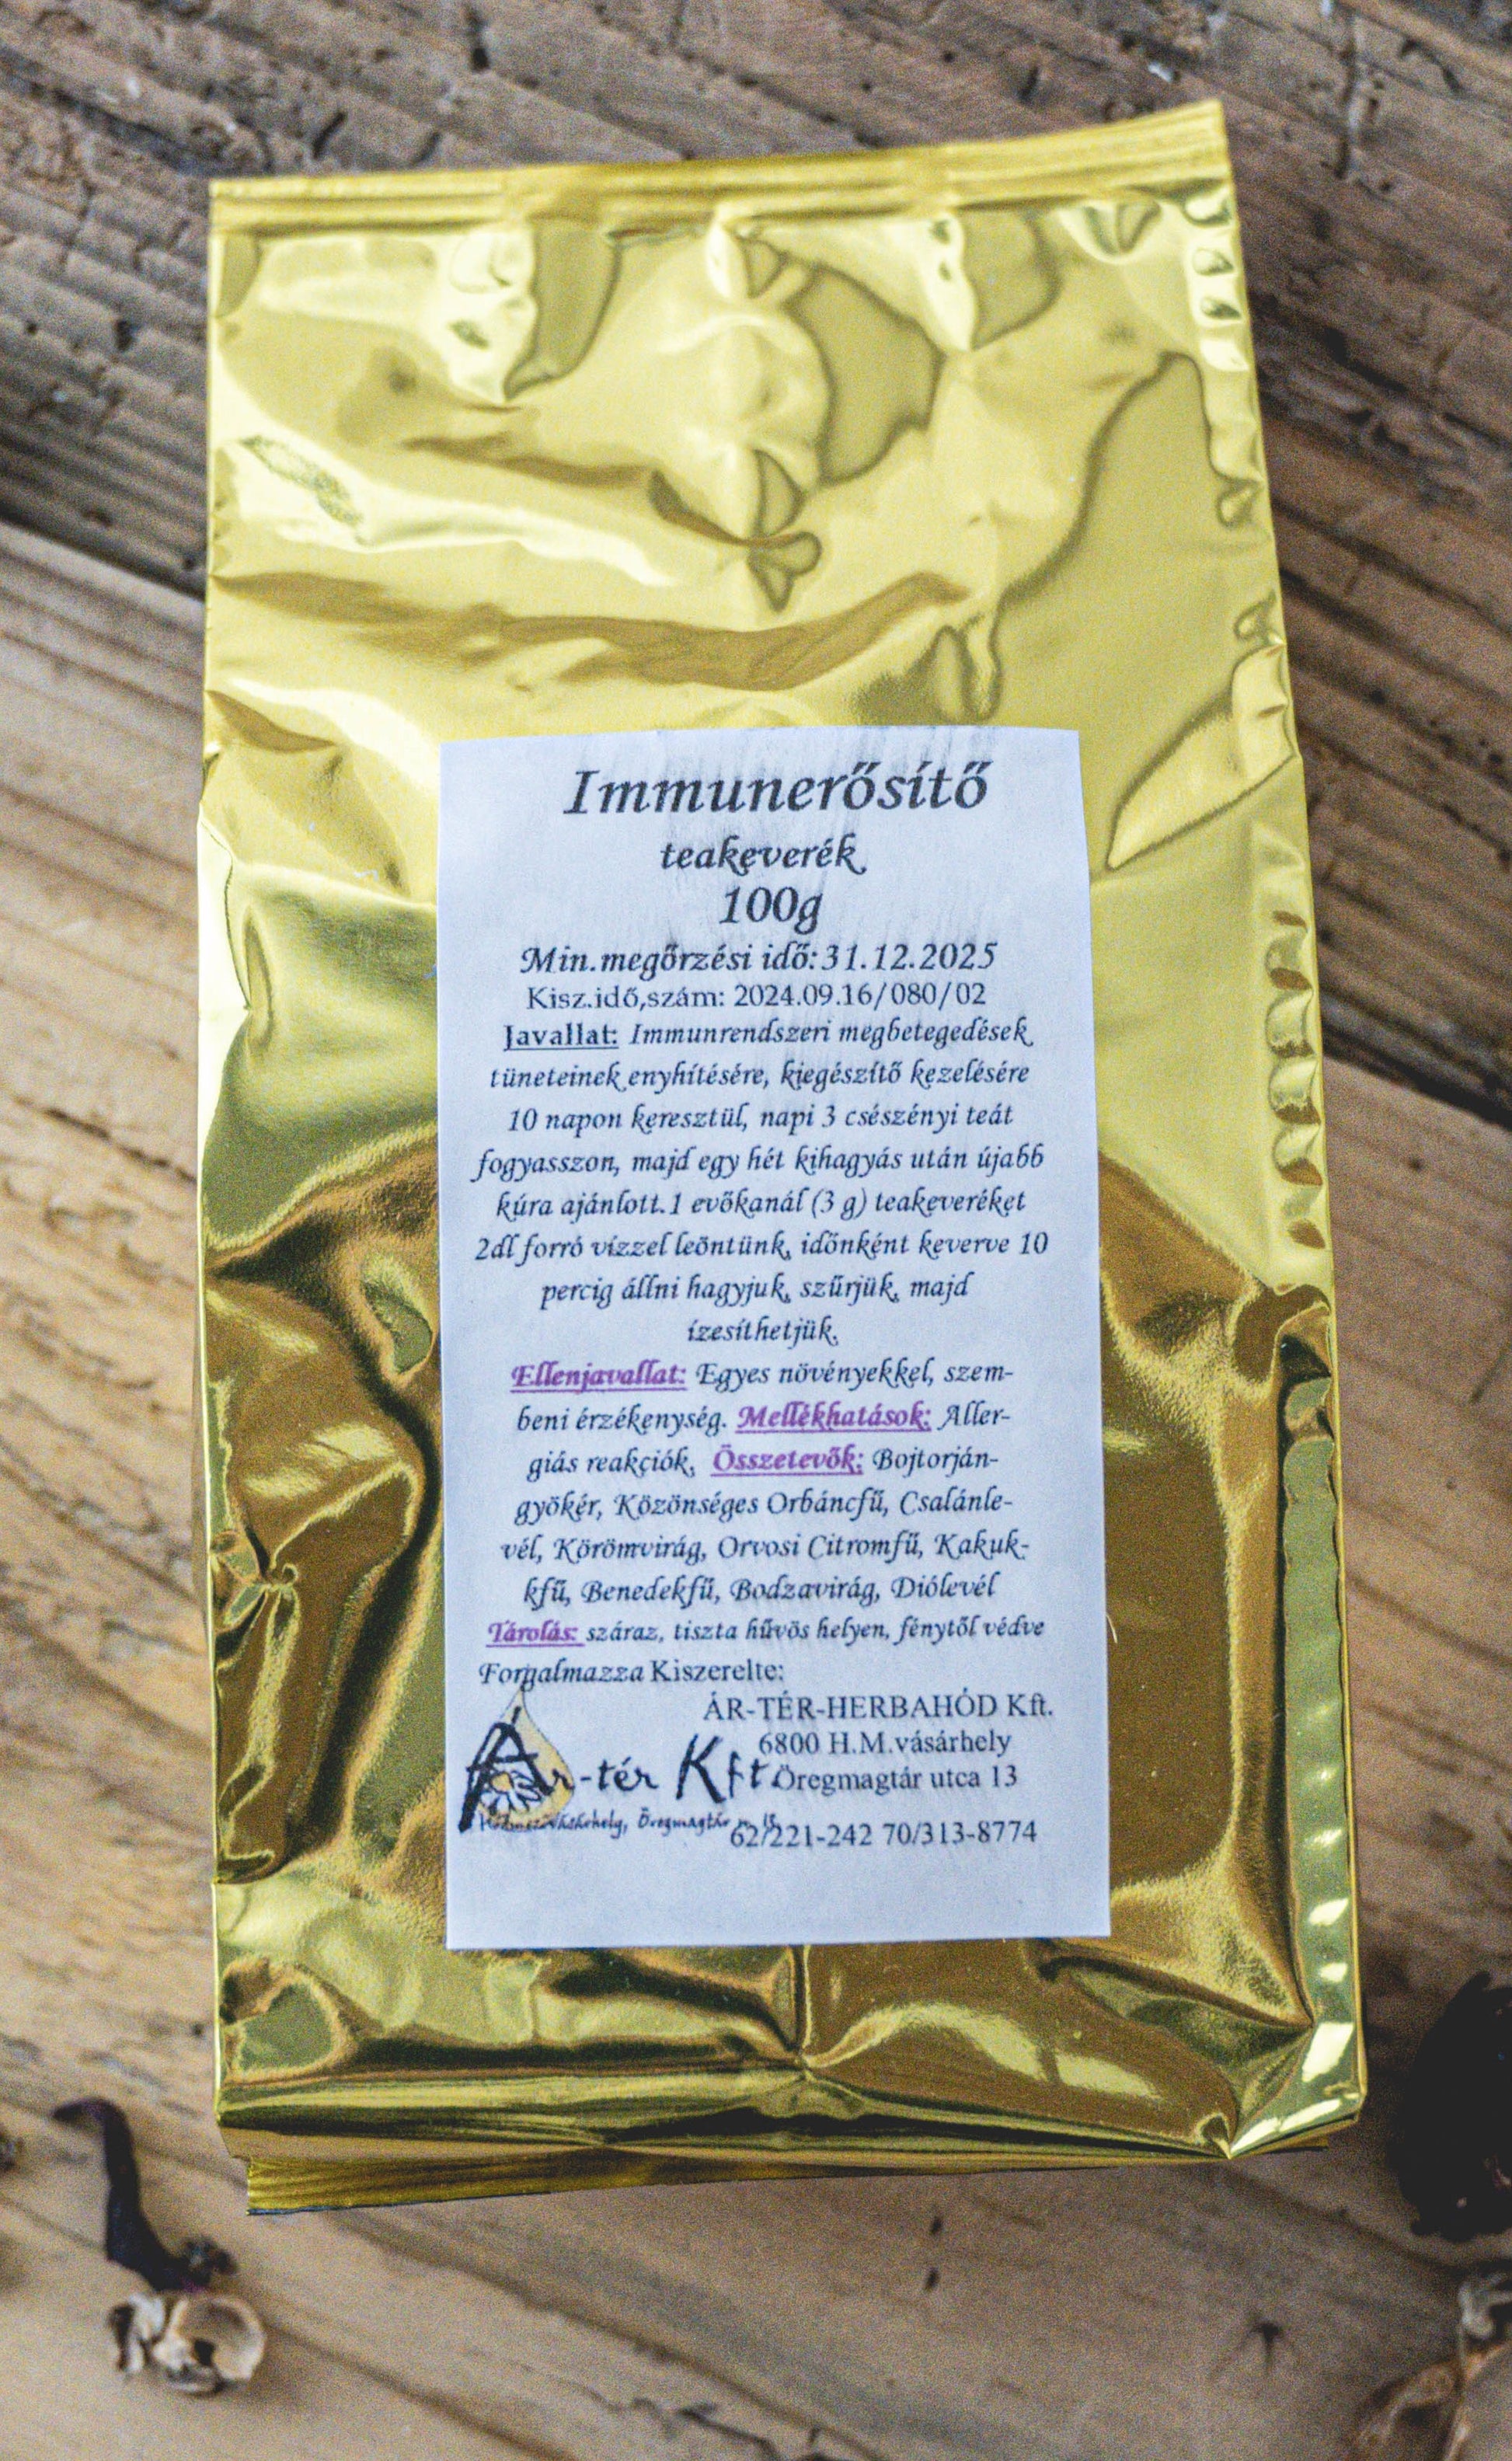 Immunerősítő
teakeverék
100g
Min.megőrzési idő:31.12.2025
Kisz.idő,szám: 2024.09.16/080/02
Javallat: Immunrendszeri megbetegedések
tüneteinek enyhítésére, kiegészítő kezelésére
10 napon keresztül, napi 3 csészényi teát
fogyasszon, majd egy hét kihagyás után újabb
kúra ajánlott.1 evőkanál (3 g) teakeveréket
2dl forró vízzel leöntünk, időnként keverve 10
percig állni hagyjuk, szűrjük, majd
ízesíthetjük.
Ellenjavallat: Egyes növényekkel, szem-
beni érzékenység. Mellékhatások: Aller-
giás reakciók, Összetevők: Bojtorján-
gyökér, Közönséges Orbáncfű, Csalánle-
vél, Körömvirág, Orvosi Citromfű, Kakuk-
kfű, Benedekfű, Bodzavirág, Diólevél
Tárolás: száraz, tiszta hűvös helyen, fénytől védve
Forgalmazza Kiszerelte:
ÁR-TÉR-HERBAHÓD Kft.
6800 H.M.vásárhely
Ár-tér Kft. Öregmagtár utca 13
Hódmezővásárhely, Öregmagtár u. 13.
62/221-242 70/313-8774